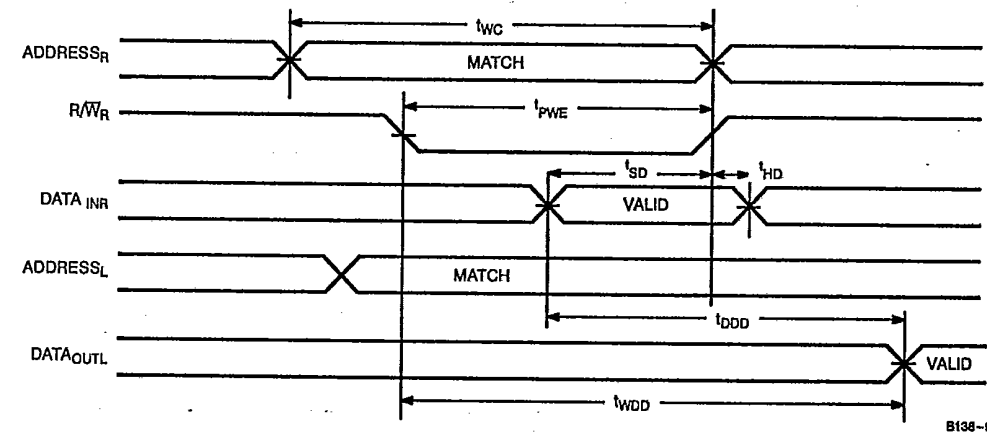 tWC
ADDRESSR
MATCH
R/W̅R
tPWE
tSD
tHD
DATA INR
VALID
ADDRESSL
MATCH
tDDD
DATAOUTL
VALID
tWDD